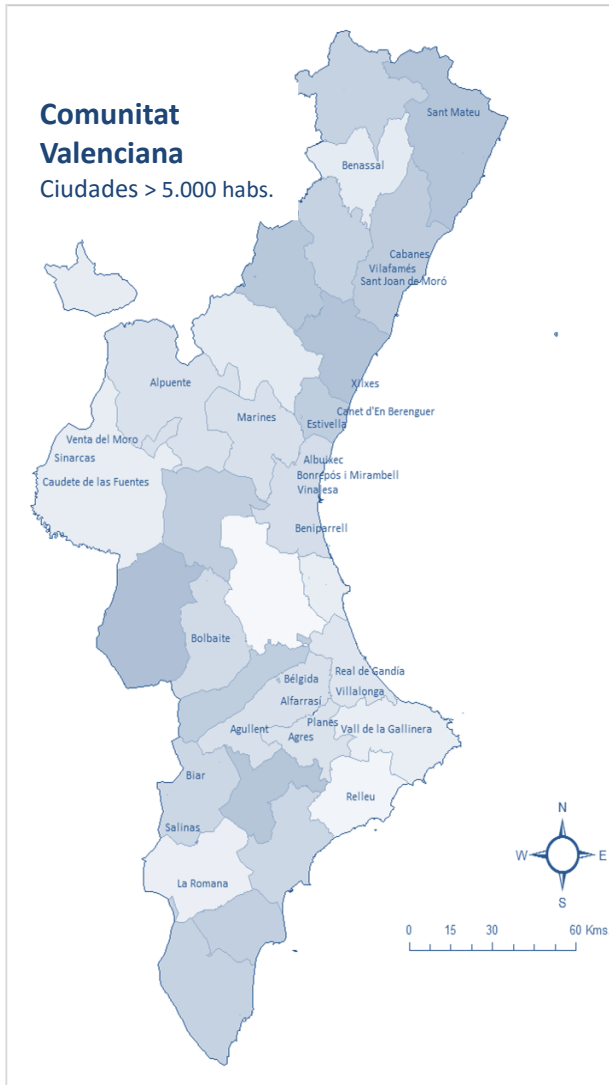 Comunitat
Valenciana
Ciudades > 5.000 habs.
Sant Mateu
Benassal
Cabanes
Vilafamés
Sant Joan de Moró
Alpuente
Xilxes
Marines
Canet d'En Berenguer
Estivella
Venta del Moro
Sinarcas
Albuixec
Caudete de las Fuentes
Bonrepós i Mirambell
Vinalesa
Beniparrell
Bolbaite
Real de Gandía
Bélgida
Villalonga
Alfarrasí
Planes
Agullent
Agres
Vall de la Gallinera
Biar
Relleu
Salinas
La Romana
N
W
E
S
0 15 30 60 Kms